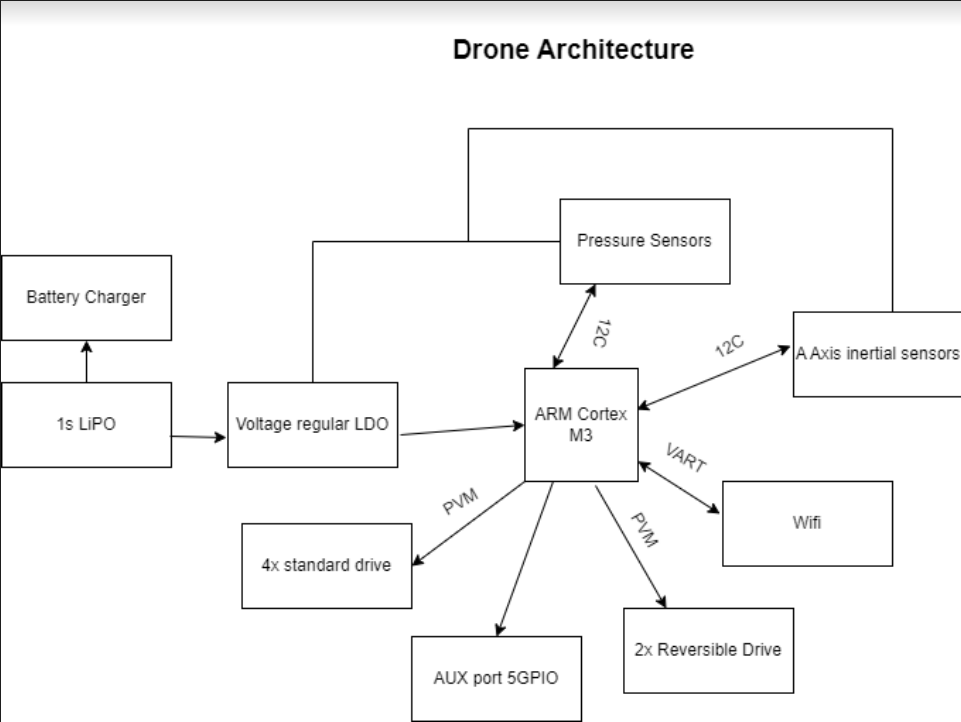 Drone Architecture
Pressure Sensors
Battery Charger
12C
12C
A Axis inertial sensors
1s LiPO
Voltage regular LDO
ARM Cortex
M3
VART
PVM
PVM
Wifi
4x standard drive
2x Reversible Drive
AUX port 5GPIO